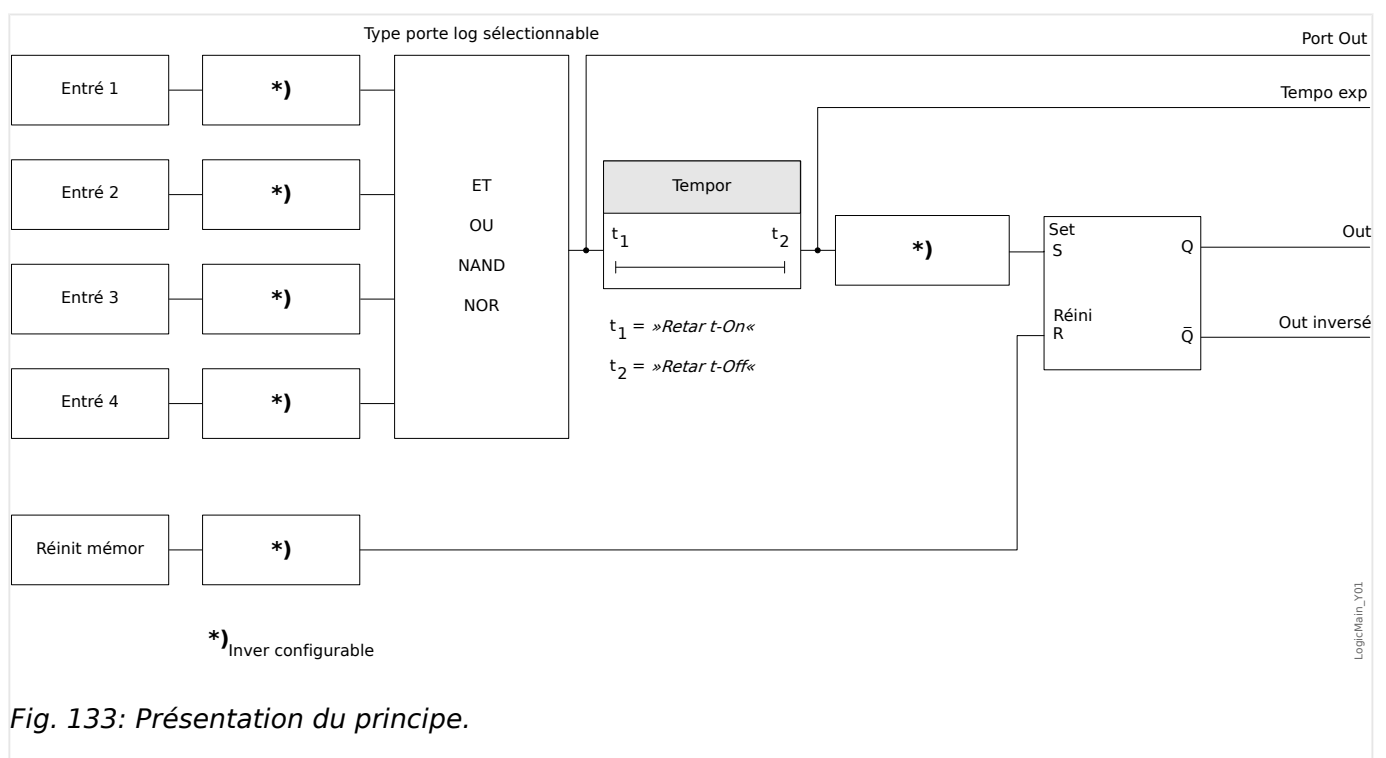 Type porte log sélectionnable
Port Out
Entré 1
*)
Tempo exp
Entré 2
*)
ET
OU
NAND
NOR
Tempor
t1
t2
*)
Set
S
Q
Out
Entré 3
*)
t1 = »Retar t-On«
t2 = »Retar t-Off«
Réini
R
Q̅
Out inversé
Entré 4
*)
Réinit mémor
*)
*) Inver configurable
LogicMain_Y01
Fig. 133: Présentation du principe.